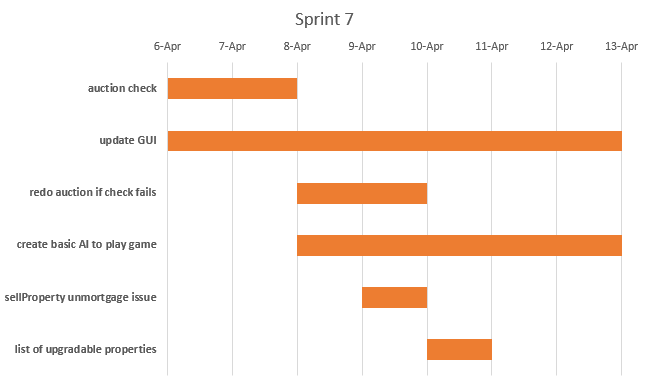 Sprint 7
6-Apr 7-Apr 8-Apr 9-Apr 10-Apr 11-Apr 12-Apr 13-Apr
auction check
update GUI
redo auction if check fails
create basic AI to play game
sellProperty unmortgage issue
list of upgradable properties